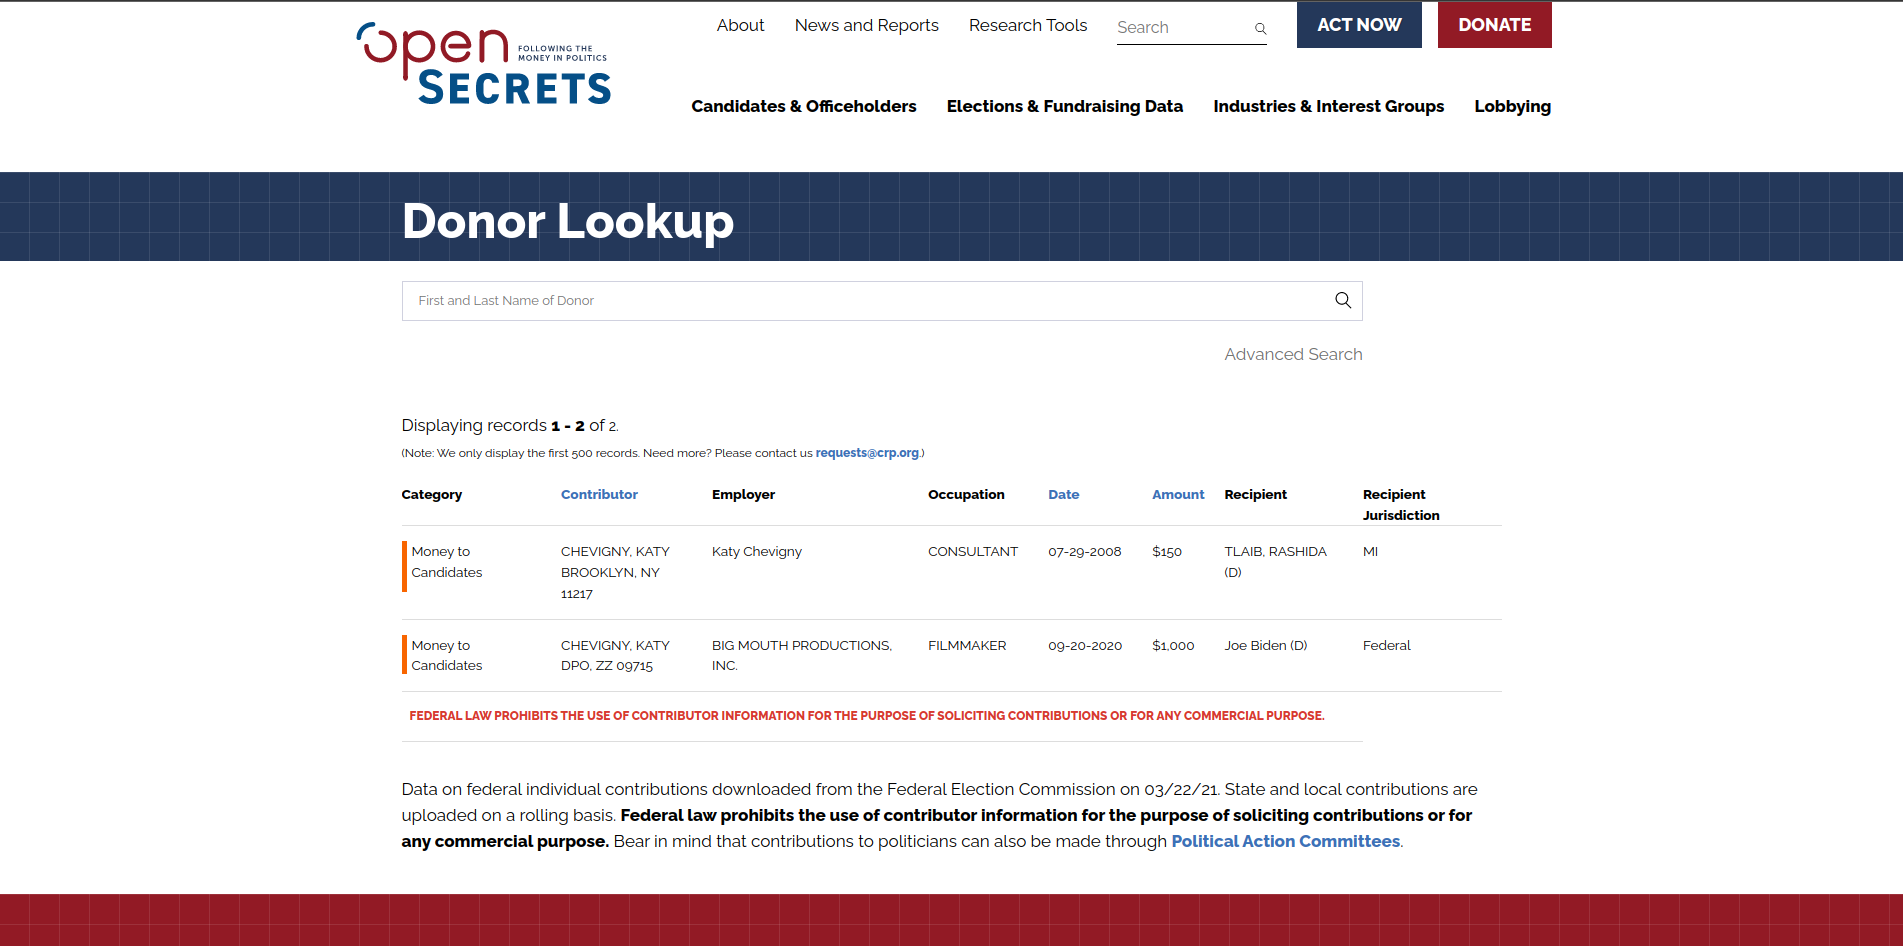 open
FOLLOWING THE
MONEY IN POLITICS
SECRETS
About News and Reports Research Tools Search ACT NOW DONATE
Candidates & Officeholders Elections & Fundraising Data Industries & Interest Groups Lobbying
Donor Lookup
First and Last Name of Donor
Advanced Search
Displaying records 1 - 2 of 2.
(Note: We only display the first 500 records. Need more? Please contact us requests@crp.org.)
Category Contributor Employer Occupation Date Amount Recipient Recipient
Jurisdiction
Money to CHEVIGNY, KATY Katy Chevigny CONSULTANT 07-29-2008 $150 TLAIB, RASHIDA MI
Candidates BROOKLYN, NY (D)
11217
Money to CHEVIGNY, KATY BIG MOUTH PRODUCTIONS, FILMMAKER 09-20-2020 $1,000 Joe Biden (D) Federal
Candidates DPO, ZZ 09715 INC.
FEDERAL LAW PROHIBITS THE USE OF CONTRIBUTOR INFORMATION FOR THE PURPOSE OF SOLICITING CONTRIBUTIONS OR FOR ANY COMMERCIAL PURPOSE.
Data on federal individual contributions downloaded from the Federal Election Commission on 03/22/21. State and local contributions are
uploaded on a rolling basis. Federal law prohibits the use of contributor information for the purpose of soliciting contributions or for
any commercial purpose. Bear in mind that contributions to politicians can also be made through Political Action Committees.